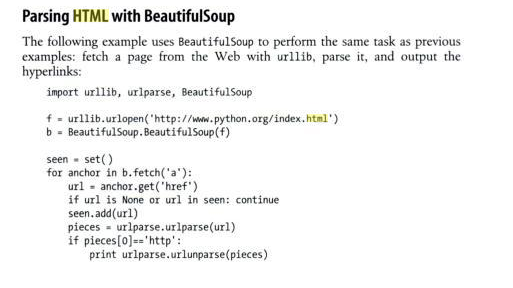 Parsing HTML with BeautifulSoup
The following example uses BeautifulSoup to perform the same task as previous
examples: fetch a page from the Web with urllib, parse it, and output the
hyperlinks:
import urllib, urlparse, BeautifulSoup
f = urllib.urlopen('http://www.python.org/index.html')
b = BeautifulSoup.BeautifulSoup(f)
seen = set()
for anchor in b.fetch('a'):
    url = anchor.get('href')
    if url is None or url in seen: continue
    seen.add(url)
    pieces = urlparse.urlparse(url)
    if pieces[0]=='http':
        print urlparse.urlunparse(pieces)